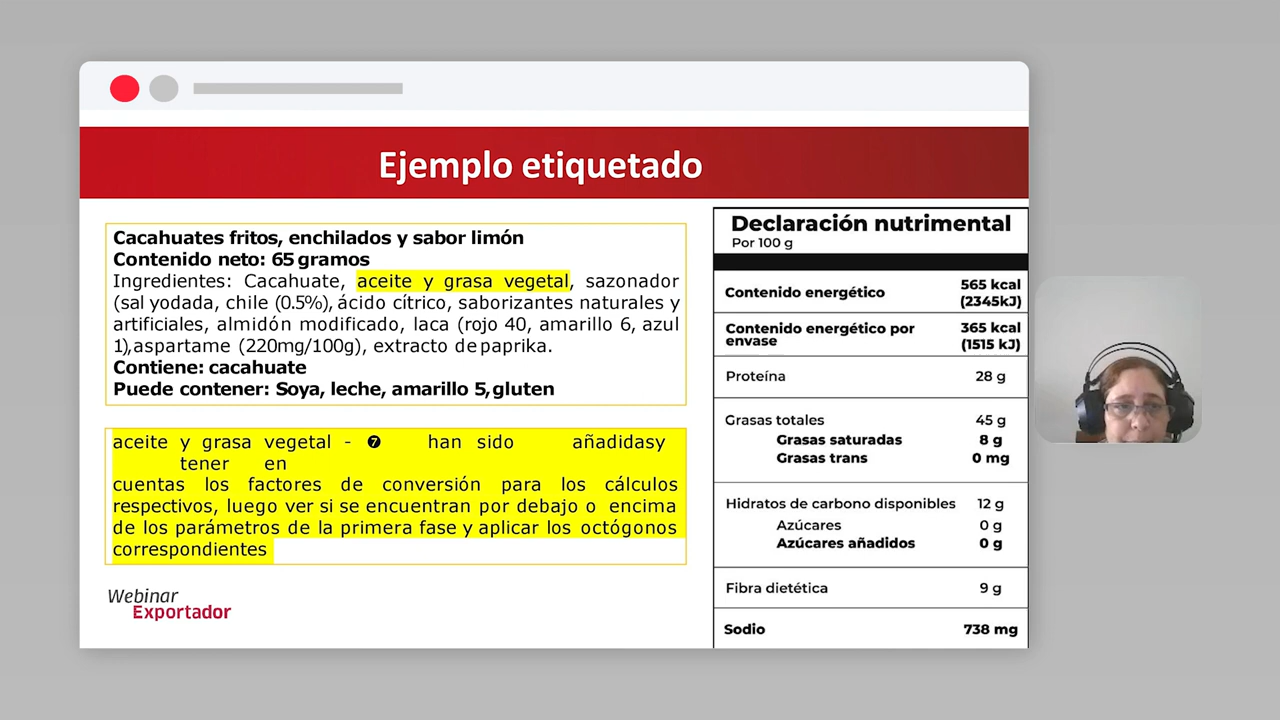 Ejemplo etiquetado
Cacahuates fritos, enchilados y sabor limón
Contenido neto: 65 gramos
Ingredientes: Cacahuate, aceite y grasa vegetal, sazonador
(sal yodada, chile (0.5%), ácido cítrico, saborizantes naturales y
artificiales, almidón modificado, laca (rojo 40, amarillo 6, azul
1),aspartame (220mg/100g), extracto de paprika.
Contiene: cacahuate
Puede contener: Soya, leche, amarillo 5, gluten
aceite y grasa vegetal - ❼ han sido añadidasy
tener en
cuentas los factores de conversión para los cálculos
respectivos, luego ver si se encuentran por debajo o encima
de los parámetros de la primera fase y aplicar los octógonos
correspondientes
Webinar
Exportador
Declaración nutrimental
Por 100 g
Contenido energético 565 kcal (2345kJ)
Contenido energético por envase 365 kcal (1515 kJ)
Proteína 28 g
Grasas totales 45 g
Grasas saturadas 8 g
Grasas trans 0 mg
Hidratos de carbono disponibles 12 g
Azúcares 0 g
Azúcares añadidos 0 g
Fibra dietética 9 g
Sodio 738 mg